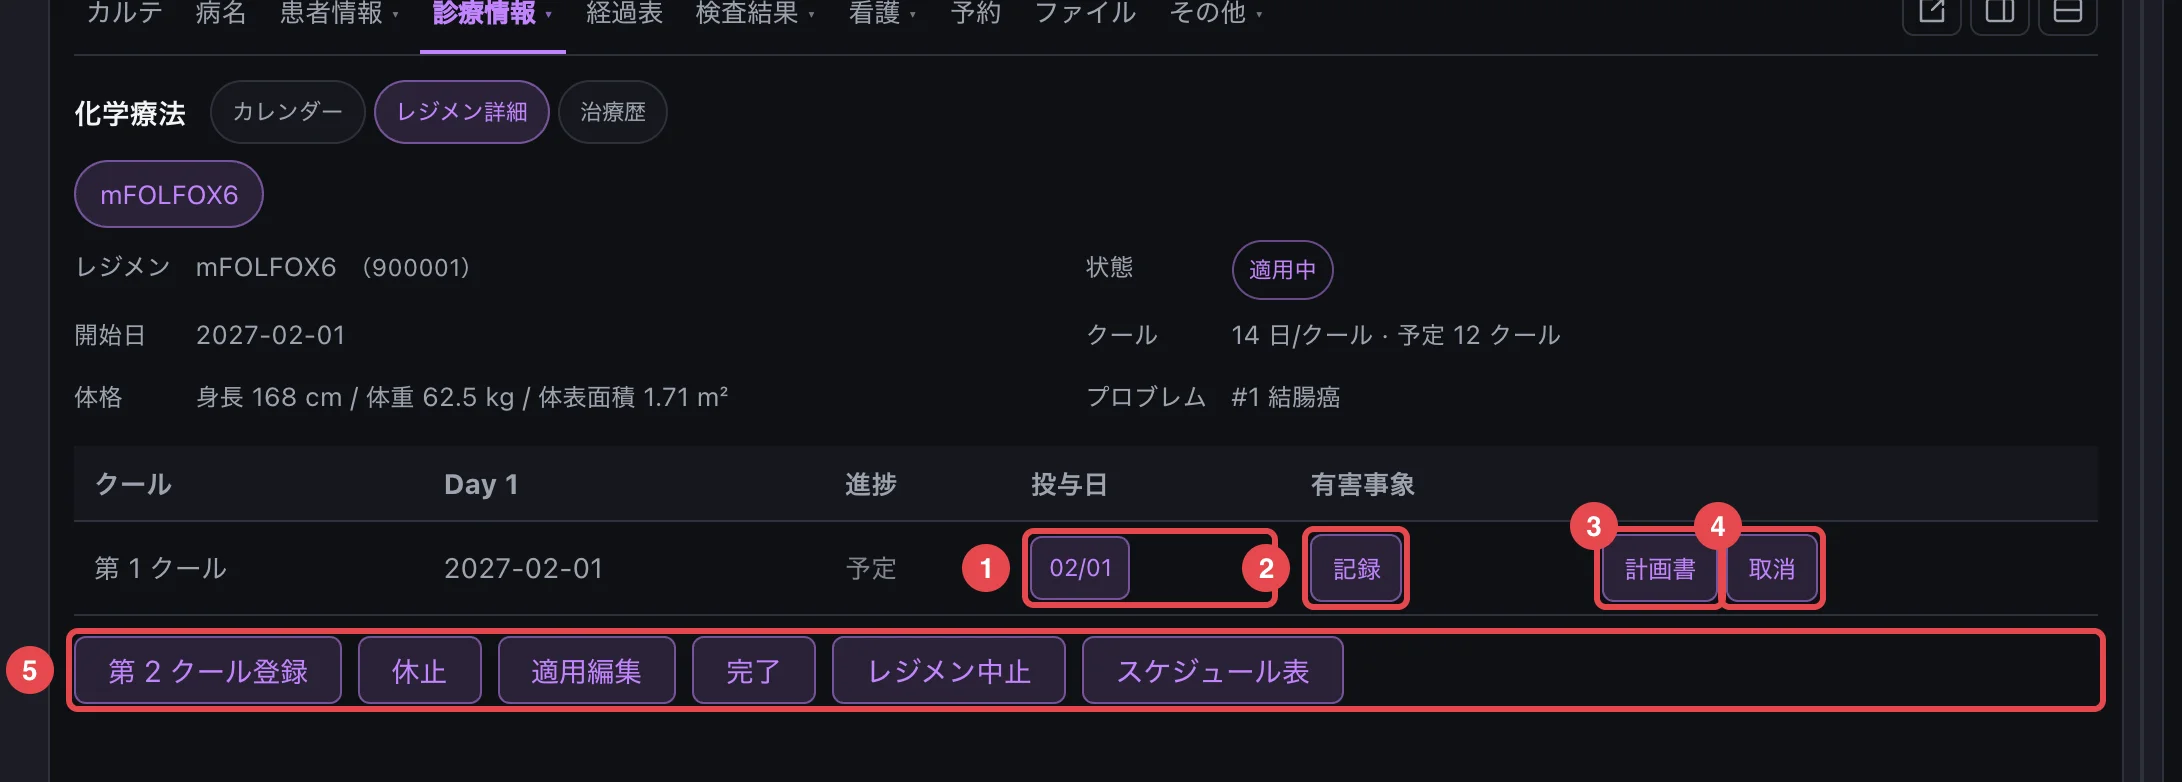 カルテ 病名 患者情報 診療情報 経過表 検査結果 看護 予約 ファイル その他
化学療法 カレンダー レジメン詳細 治療歴
mFOLFOX6
レジメン mFOLFOX6 （900001） 状態 適用中
開始日 2027-02-01 クール 14 日/クール · 予定 12 クール
体格 身長 168 cm / 体重 62.5 kg / 体表面積 1.71 m² プロブレム #1 結腸癌
クール Day 1 進捗 投与日 有害事象
3 4
第 1 クール 2027-02-01 予定 1 02/01 2 記録 計画書 取消
5 第 2 クール登録 休止 適用編集 完了 レジメン中止 スケジュール表